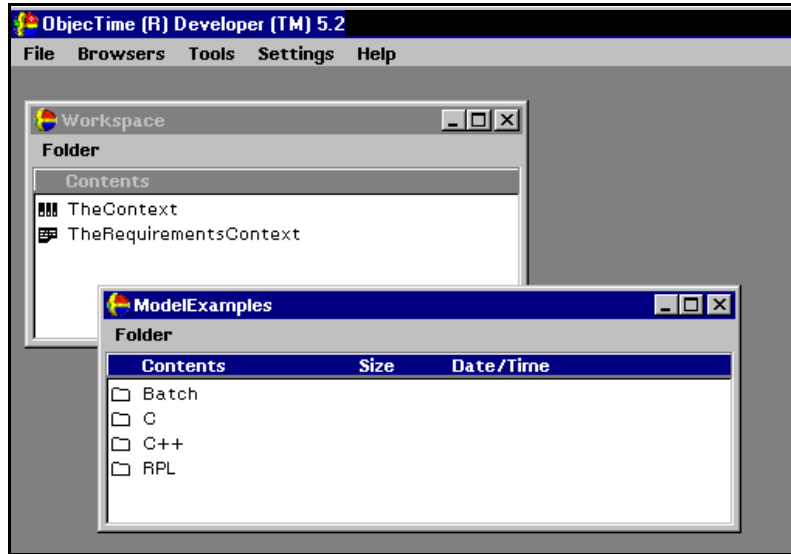 ObjecTime (R) Developer (TM) 5.2
File Browsers Tools Settings Help
Workspace
Folder
Contents
TheContext
TheRequirementsContext
ModelExamples
Folder
Contents Size Date/Time
Batch
C
C++
RPL